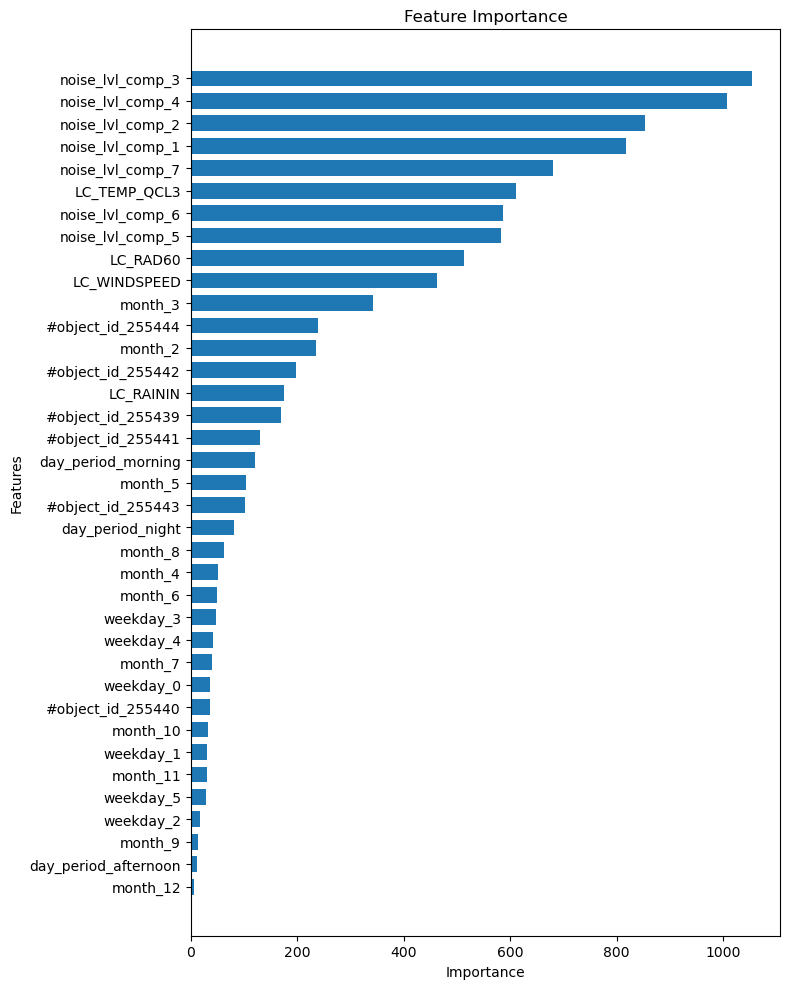 Feature Importance
noise_lvl_comp_3
noise_lvl_comp_4
noise_lvl_comp_2
noise_lvl_comp_1
noise_lvl_comp_7
LC_TEMP_QCL3
noise_lvl_comp_6
noise_lvl_comp_5
LC_RAD60
LC_WINDSPEED
month_3
#object_id_255444
month_2
#object_id_255442
LC_RAININ
#object_id_255439
#object_id_255441
day_period_morning
month_5
#object_id_255443
day_period_night
month_8
month_4
month_6
weekday_3
weekday_4
month_7
weekday_0
#object_id_255440
month_10
weekday_1
month_11
weekday_5
weekday_2
month_9
day_period_afternoon
month_12
Features
0 200 400 600 800 1000
Importance